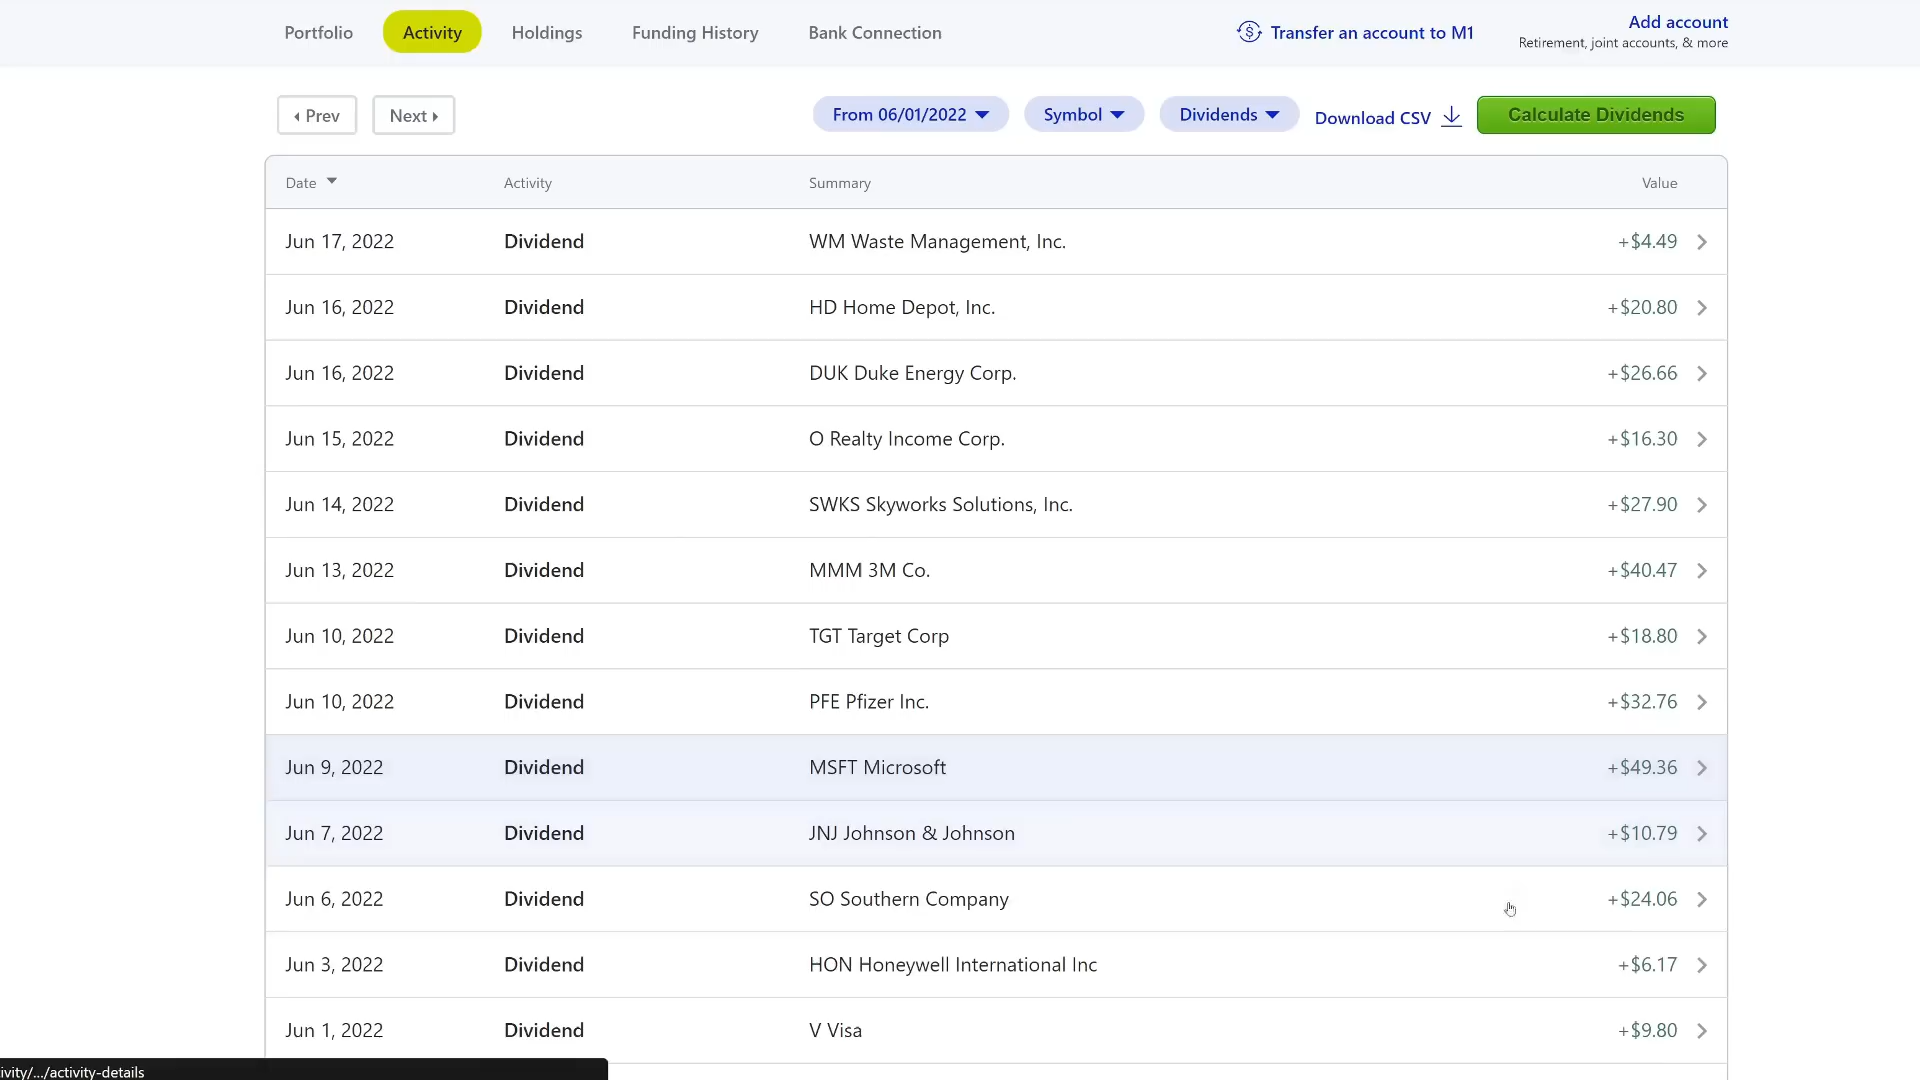 Portfolio Activity Holdings Funding History Bank Connection Transfer an account to M1 Add account
Retirement, joint accounts, & more
Prev Next From 06/01/2022 Symbol Dividends Download CSV Calculate Dividends
Date Activity Summary Value
Jun 17, 2022 Dividend WM Waste Management, Inc. +$4.49
Jun 16, 2022 Dividend HD Home Depot, Inc. +$20.80
Jun 16, 2022 Dividend DUK Duke Energy Corp. +$26.66
Jun 15, 2022 Dividend O Realty Income Corp. +$16.30
Jun 14, 2022 Dividend SWKS Skyworks Solutions, Inc. +$27.90
Jun 13, 2022 Dividend MMM 3M Co. +$40.47
Jun 10, 2022 Dividend TGT Target Corp +$18.80
Jun 10, 2022 Dividend PFE Pfizer Inc. +$32.76
Jun 9, 2022 Dividend MSFT Microsoft +$49.36
Jun 7, 2022 Dividend JNJ Johnson & Johnson +$10.79
Jun 6, 2022 Dividend SO Southern Company +$24.06
Jun 3, 2022 Dividend HON Honeywell International Inc +$6.17
Jun 1, 2022 Dividend V Visa +$9.80
ivity/.../activity-details